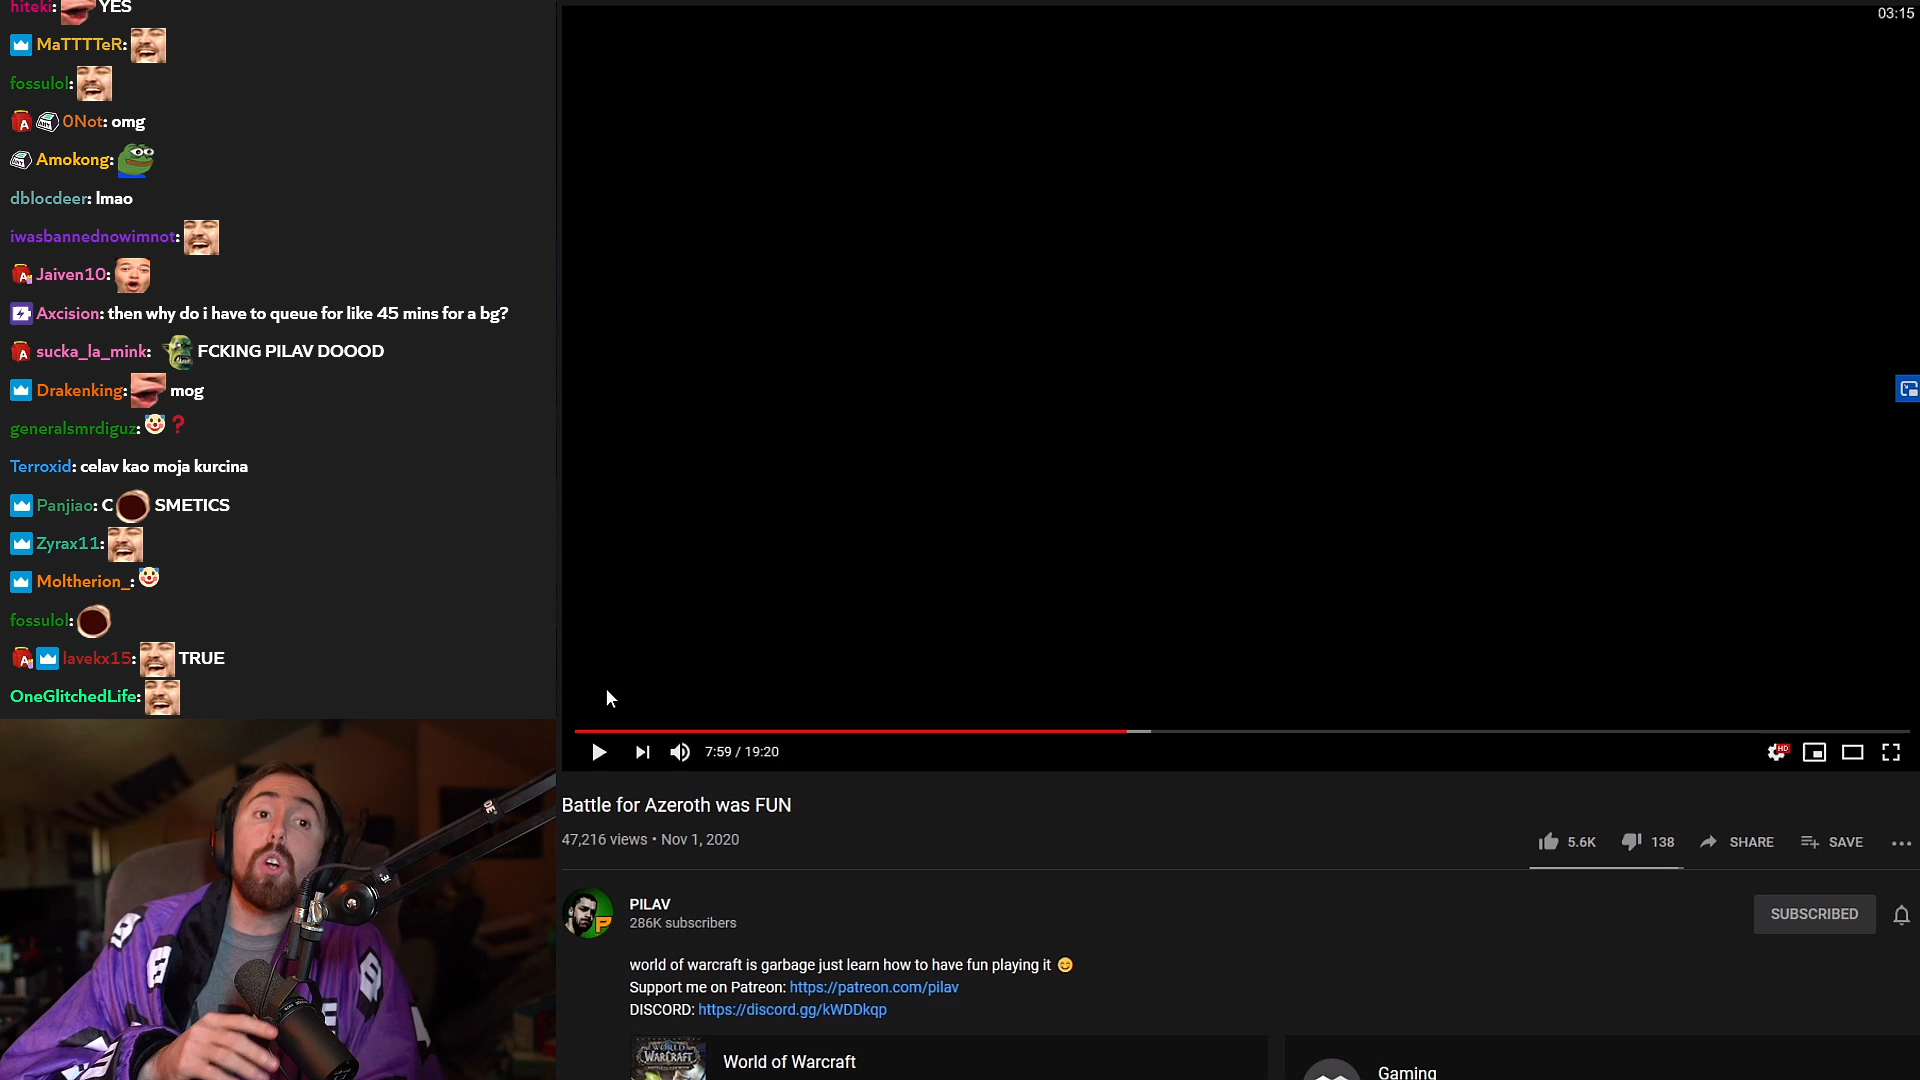 hiteki: YES
MaTTTTeR:
fossulol:
0Not: omg
Amokong:
dblocdeer: lmao
iwasbannednowimnot:
Jaiven10:
Axcision: then why do i have to queue for like 45 mins for a bg?
sucka_la_mink: FCKING PILAV DOOOD
Drakenking: mog
generalsmrdiguz: ?
Terroxid: celav kao moja kurcina
Panjiao: C SMETICS
Zyrax11:
Moltherion_:
fossulol:
lavekx15: TRUE
OneGlitchedLife:
03:15
7:59 / 19:20
HD
Battle for Azeroth was FUN
47,216 views • Nov 1, 2020
5.6K
138
SHARE
SAVE
PILAV
286K subscribers
SUBSCRIBED
world of warcraft is garbage just learn how to have fun playing it 😊
Support me on Patreon: https://patreon.com/pilav
DISCORD: https://discord.gg/kWDDkqp
WARCRAFT
World of Warcraft
Gaming